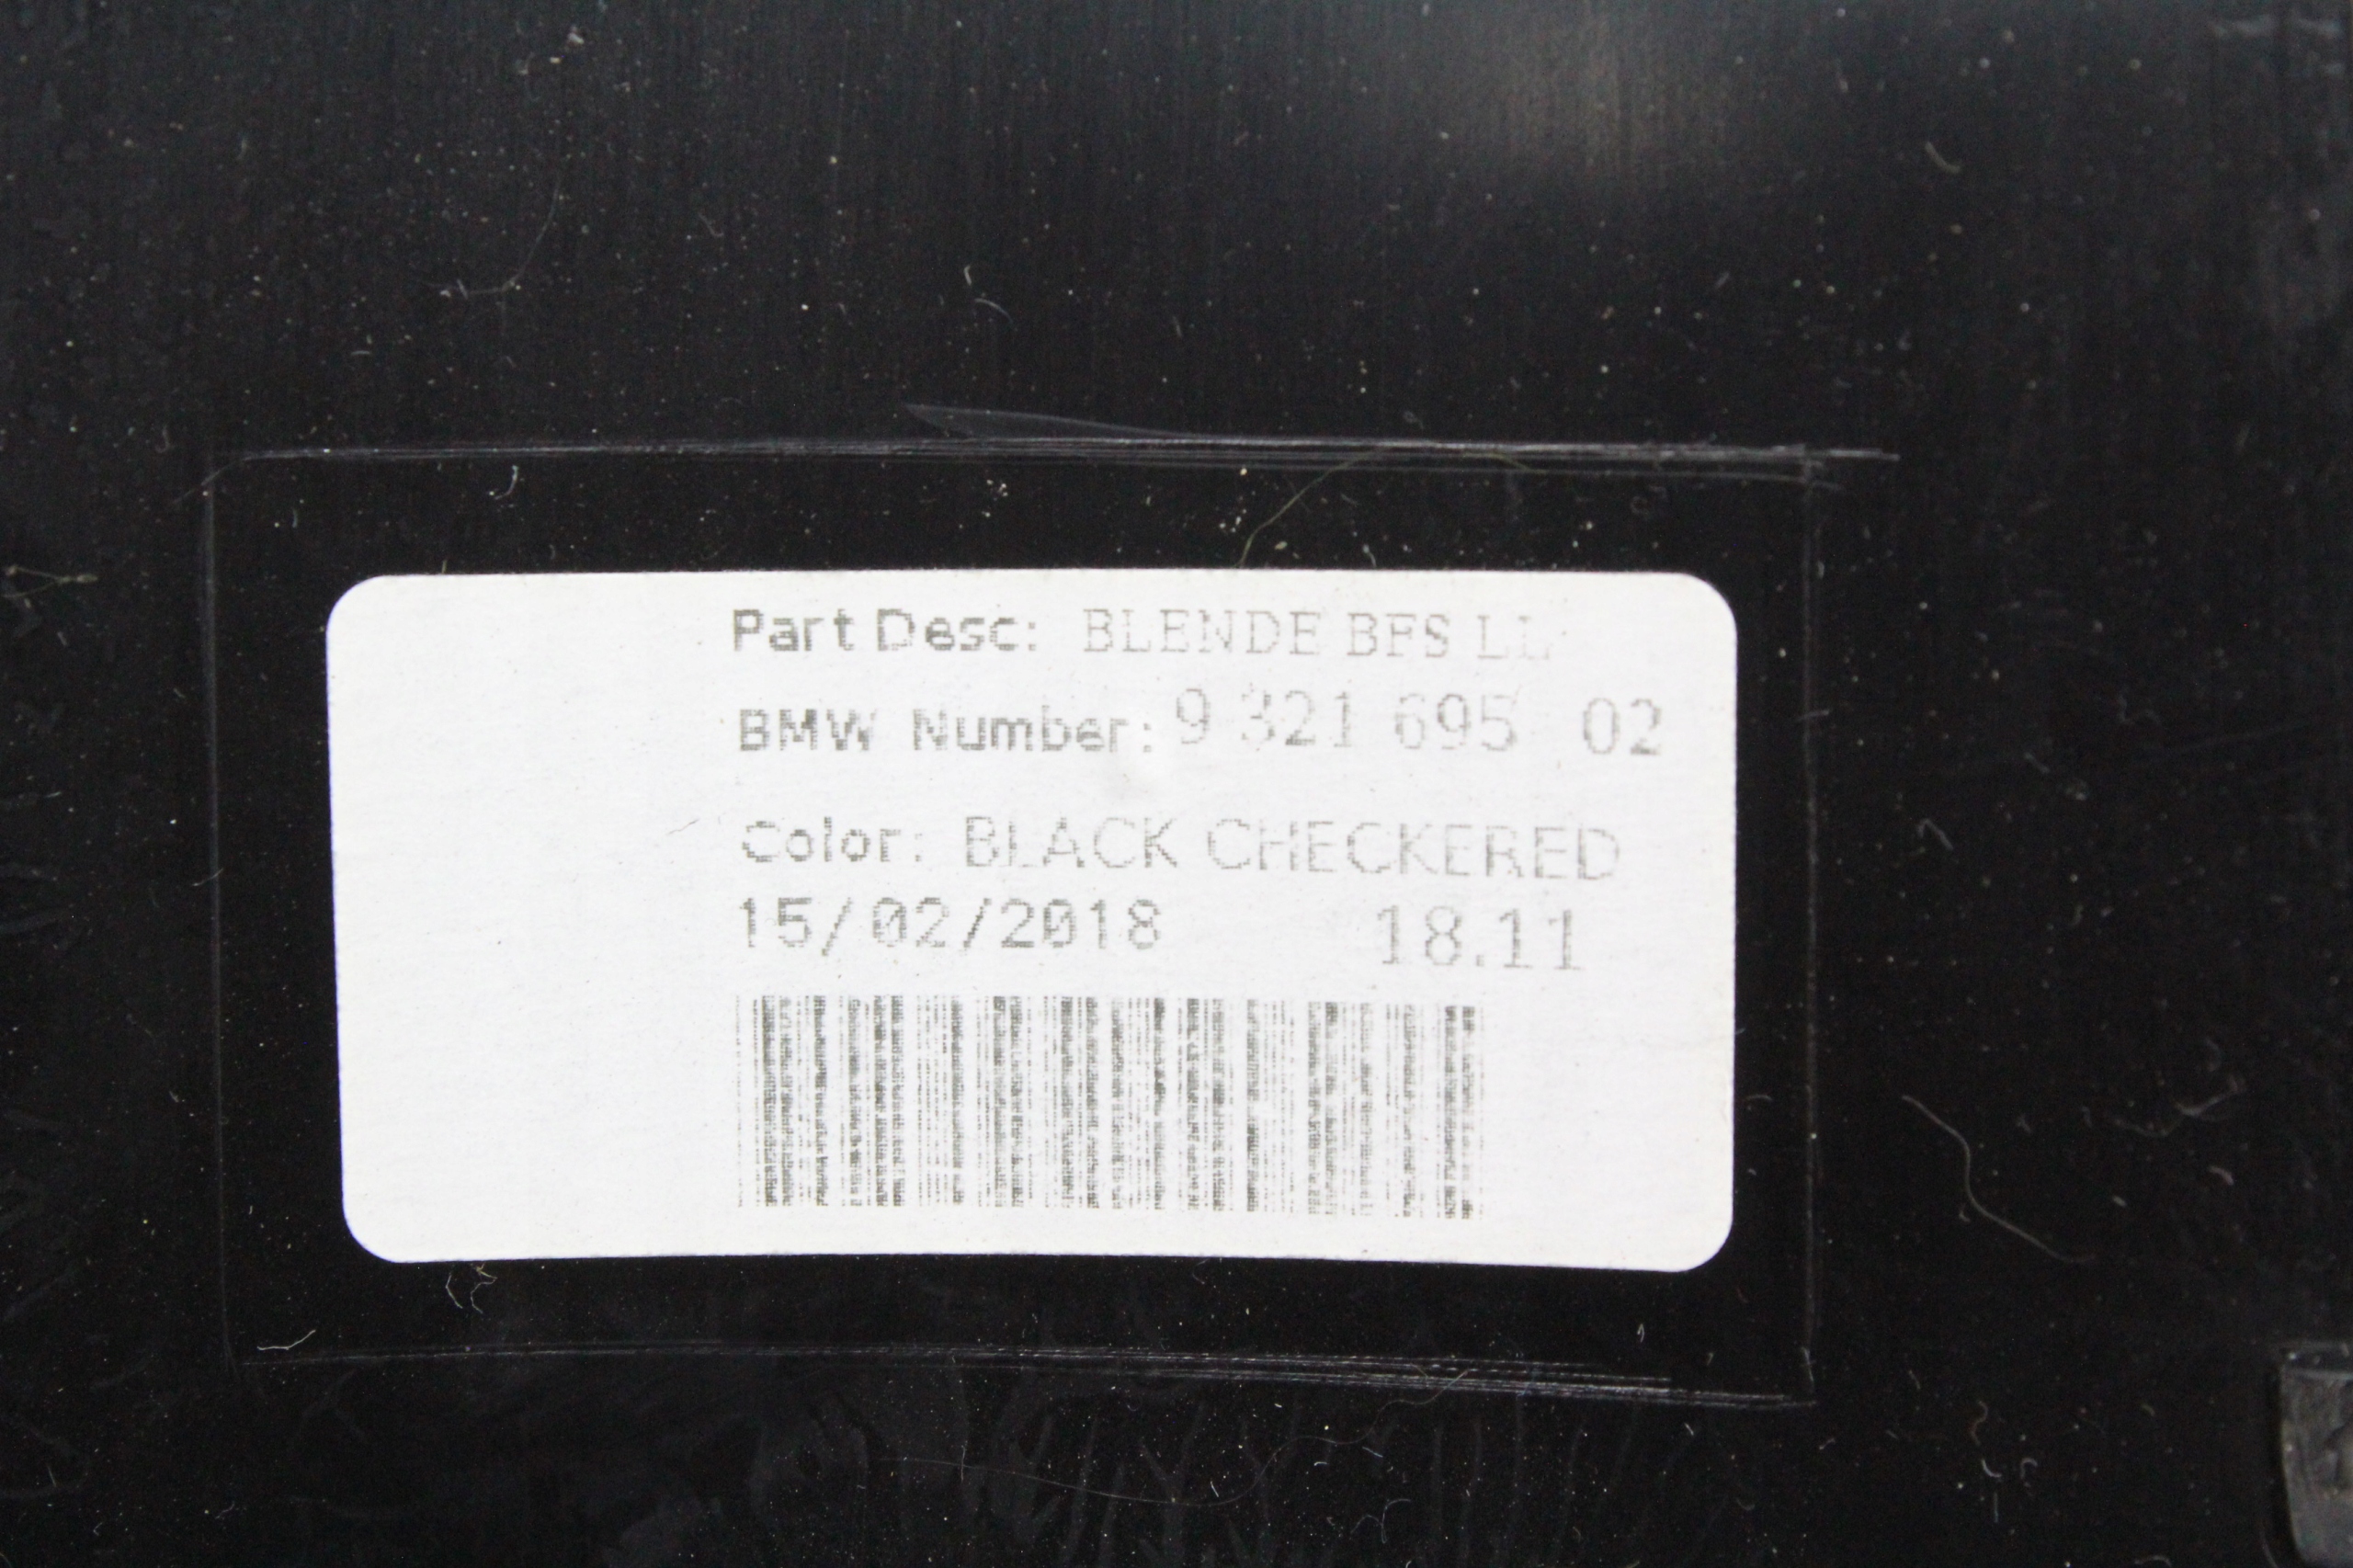 Part Desc: BLENDE BFS LL
BMW Number: 9 321 695 02
Color: BLACK CHECKERED
15/02/2018 18.11